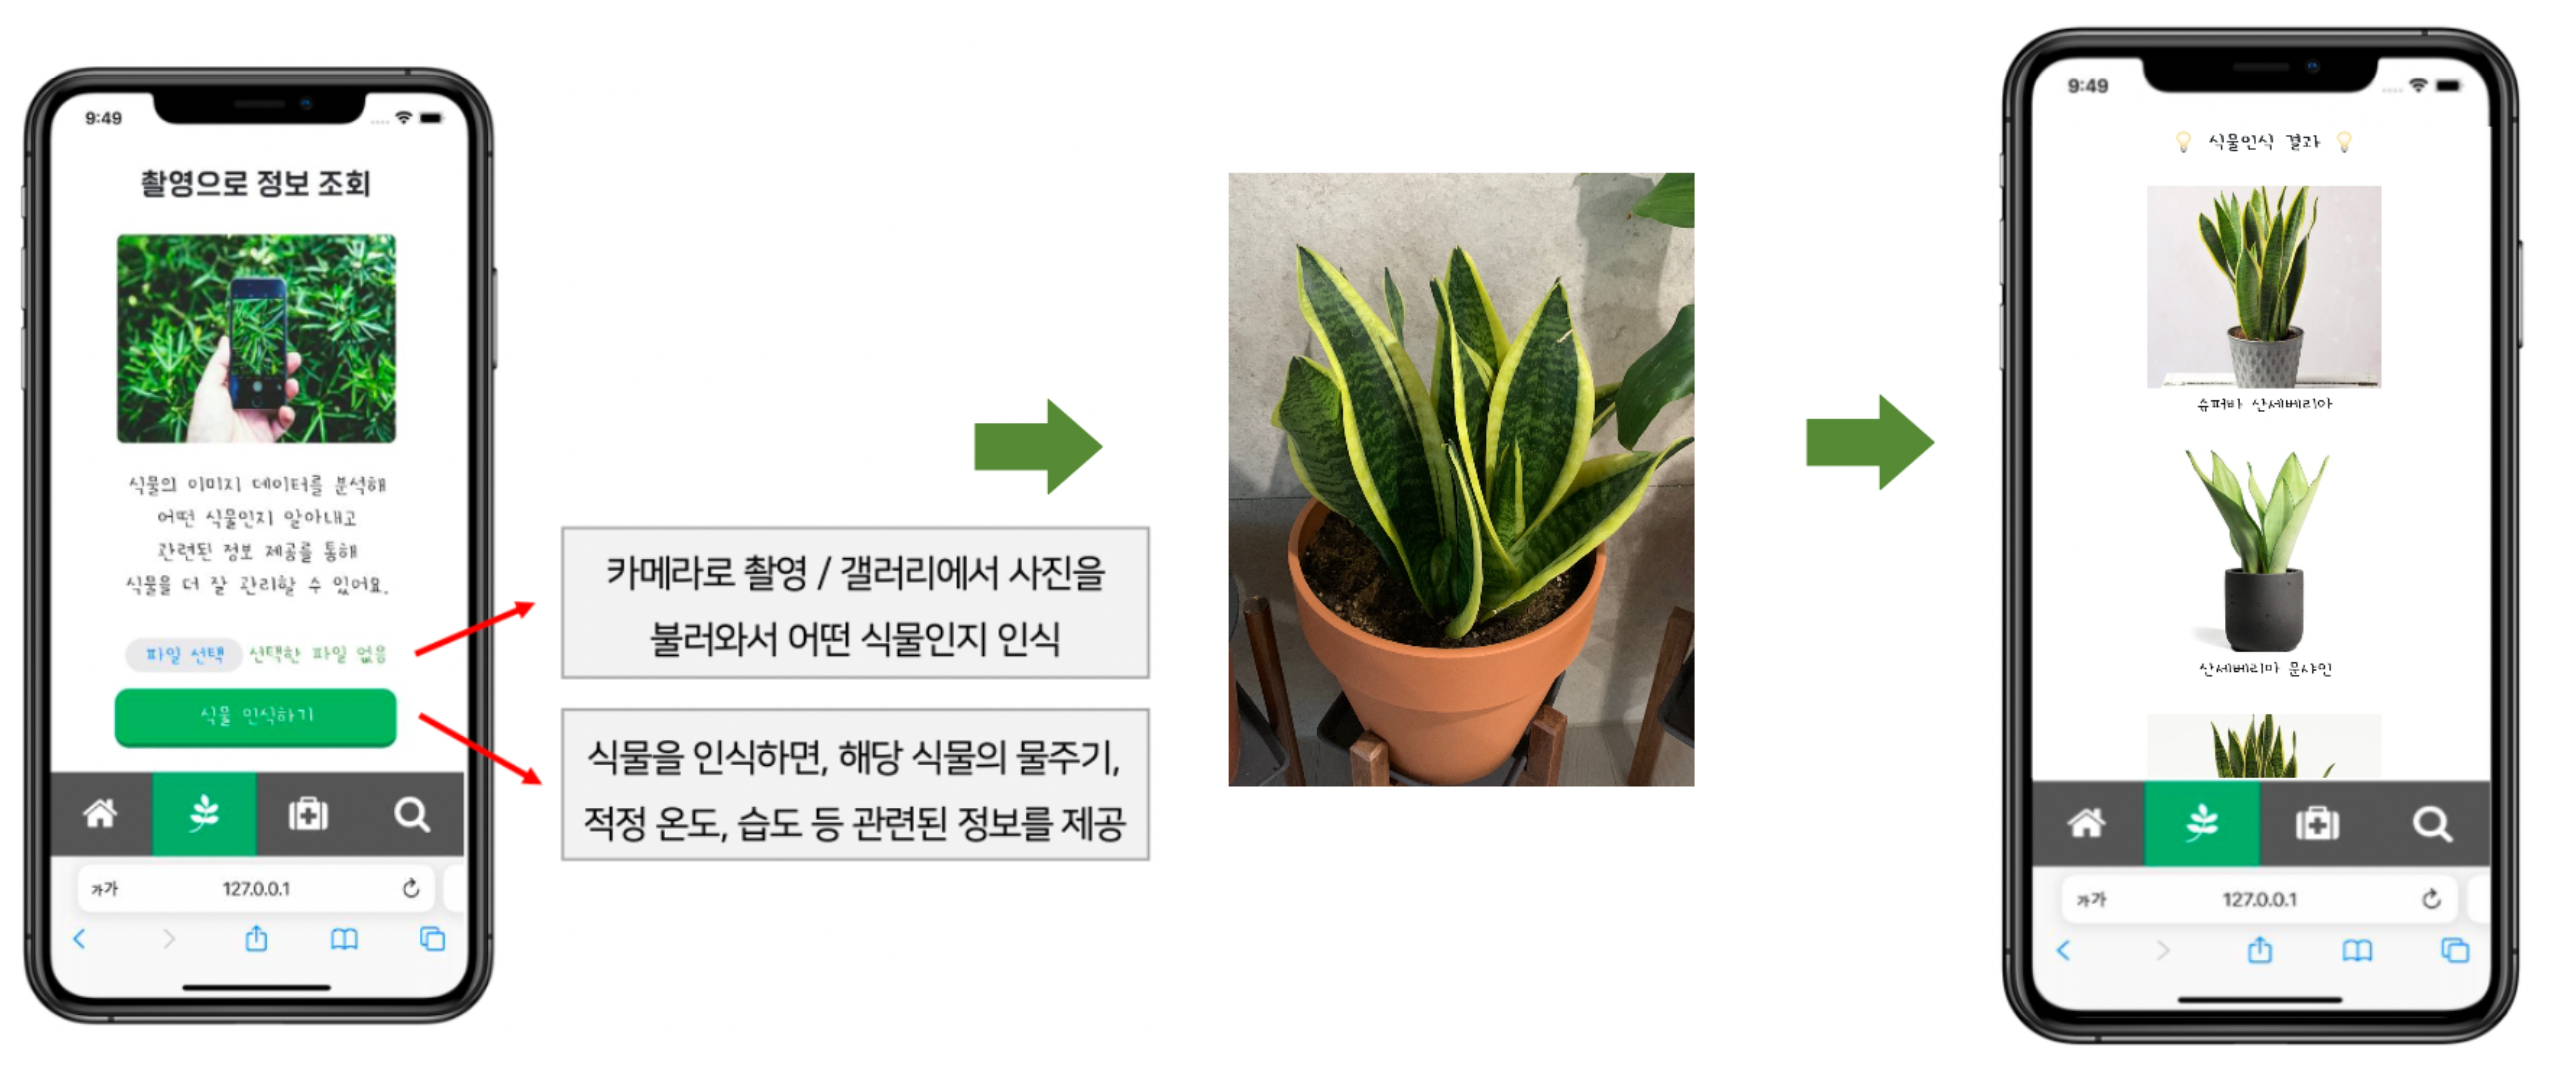 9:49
촬영으로 정보 조회
식물의 이미지 데이터를 분석해
어떤 식물인지 알아내고
관련된 정보 제공을 통해
식물을 더 잘 관리할 수 있어요.
파일 선택 선택한 파일 없음
식물 인식하기
가가 127.0.0.1
카메라로 촬영 / 갤러리에서 사진을
불러와서 어떤 식물인지 인식
식물을 인식하면, 해당 식물의 물주기,
적정 온도, 습도 등 관련된 정보를 제공
9:49
식물인식 결과
슈퍼바 산세베리아
산세베리아 문샤인
가가 127.0.0.1